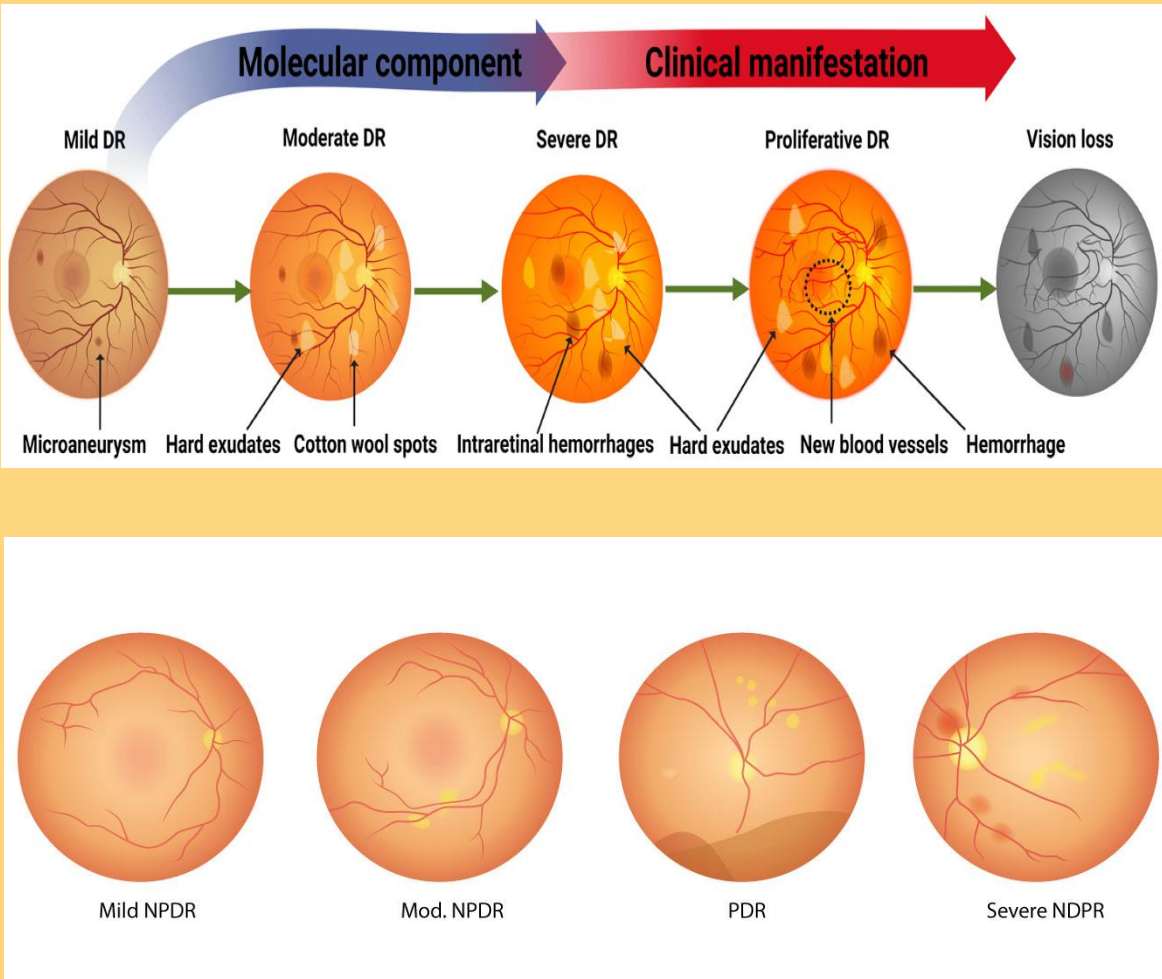 Molecular component Clinical manifestation
Mild DR Moderate DR Severe DR Proliferative DR Vision loss
Microaneurysm Hard exudates Cotton wool spots Intraretinal hemorrhages Hard exudates New blood vessels Hemorrhage
Mild NPDR Mod. NPDR PDR Severe NDPR